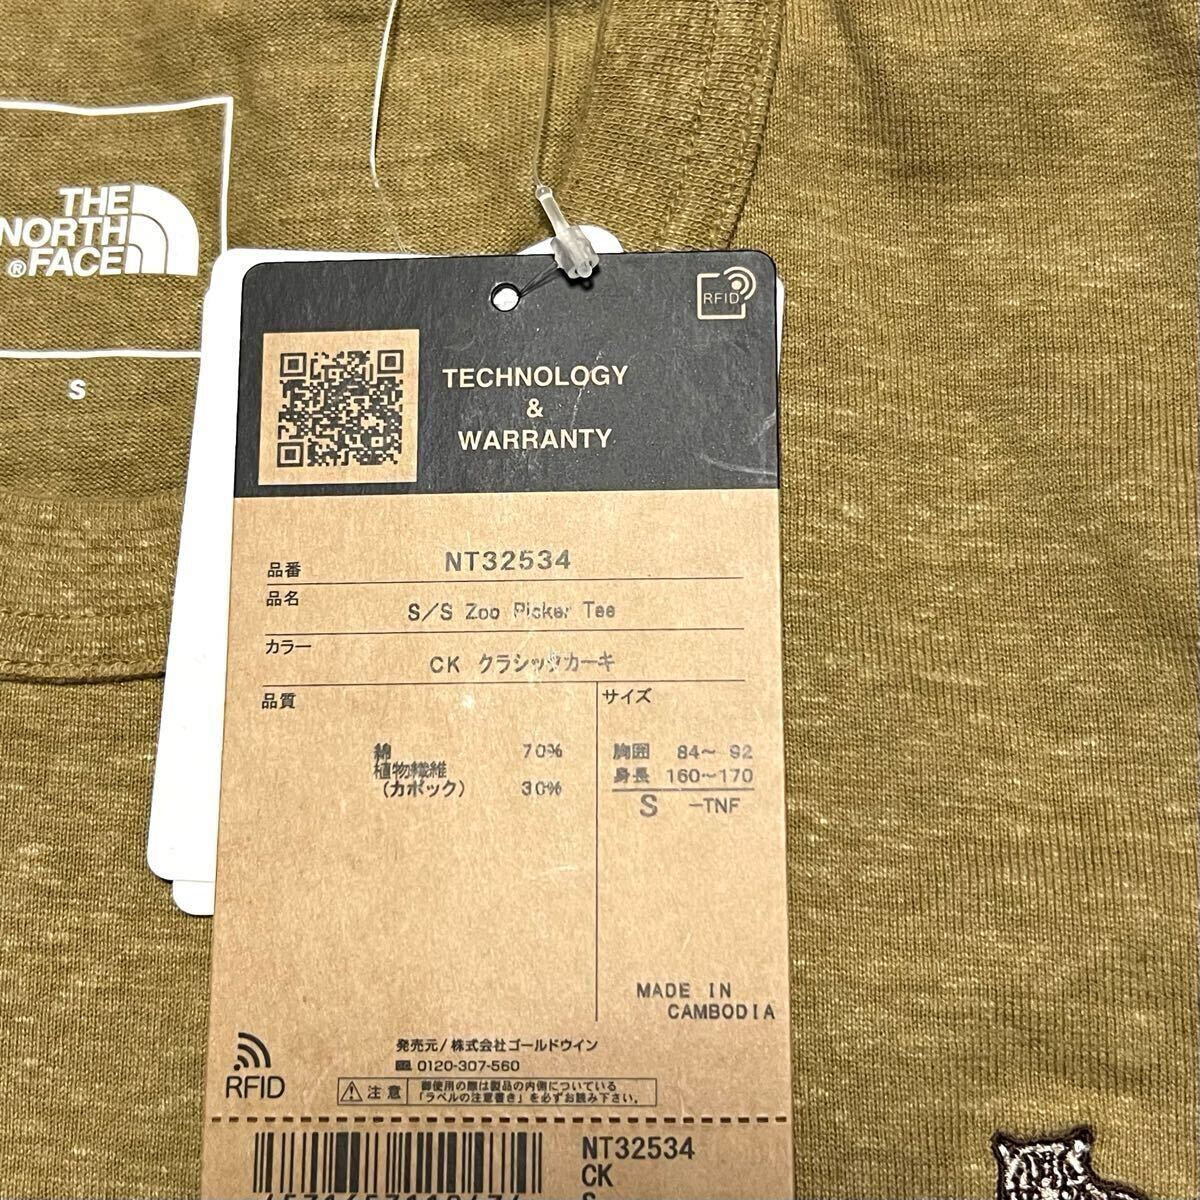 THE
NORTH
®FACE
S
RFID
TECHNOLOGY
&
WARRANTY
品番 NT32534
品名 S/S Zoo Picker Tee
カラー CK クラシックカーキ
品質
綿 70%
植物繊維
(カポック) 30%
サイズ
胸囲 84～ 92
身長 160～170
S -TNF
MADE IN
CAMBODIA
RFID
発売元/株式会社ゴールドウイン
0120-307-560
注意
御使用の際は製品の内側についている
「ラベルの注意書き」を必ずお読み下さい。
NT32534
CK